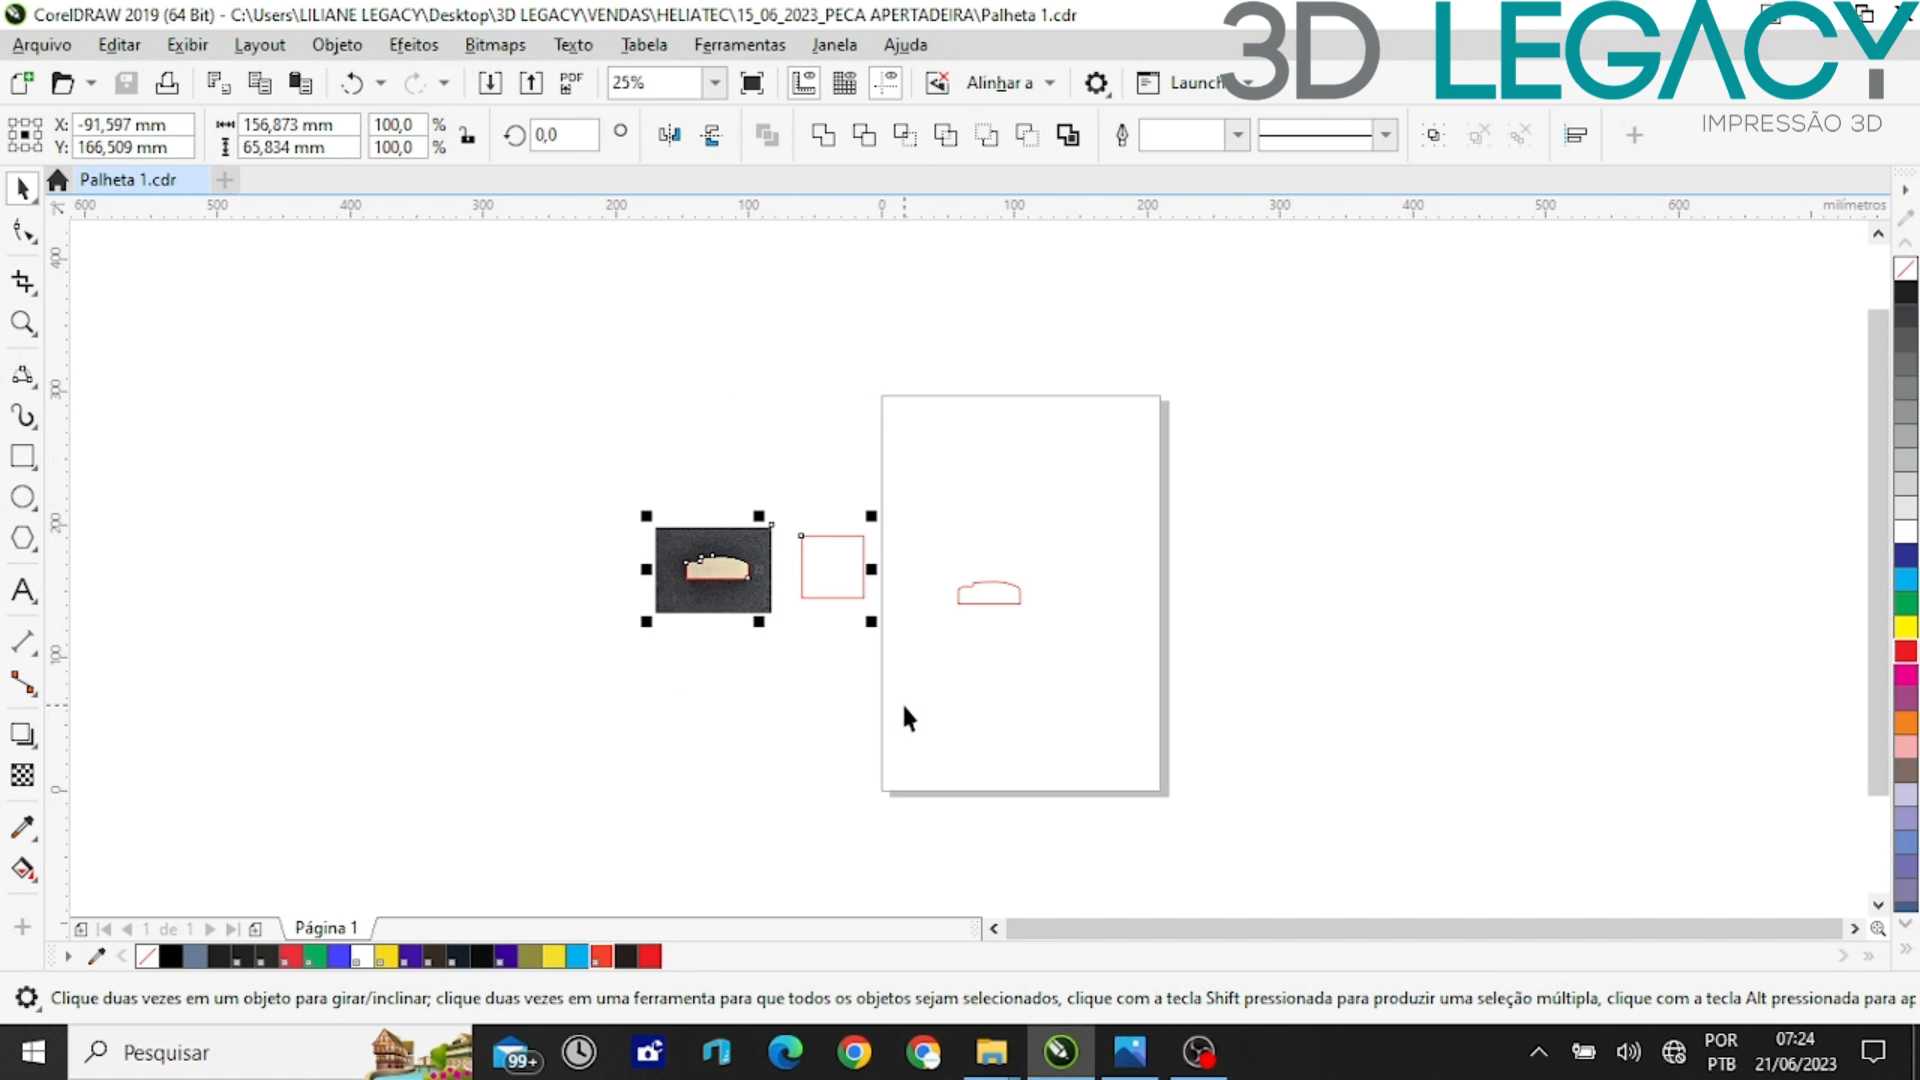 CorelDRAW 2019 (64 Bit) - C:\Users\LILIANE LEGACY\Desktop\3D LEGACY\VENDAS\HELIATEC\15_06_2023_PECA APERTADEIRA\Palheta 1.cdr
3D LEGACY
IMPRESSÃO 3D
Arquivo Editar Exibir Layout Objeto Efeitos Bitmaps Texto Tabela Ferramentas Janela Ajuda
PDF 25% Alinhar a Launch
X: -91,597 mm 156,873 mm 100,0 % 0,0 °
Y: 166,509 mm 65,834 mm 100,0 %
Palheta 1.cdr
600 500 400 300 200 100 0 100 200 300 400 500 600 milímetros
400
300
200
100
0
1 de 1 Página 1
Clique duas vezes em um objeto para girar/inclinar; clique duas vezes em uma ferramenta para que todos os objetos sejam selecionados, clique com a tecla Shift pressionada para produzir uma seleção múltipla, clique com a tecla Alt pressionada para ap
Pesquisar 99+ POR 07:24
PTB 21/06/2023